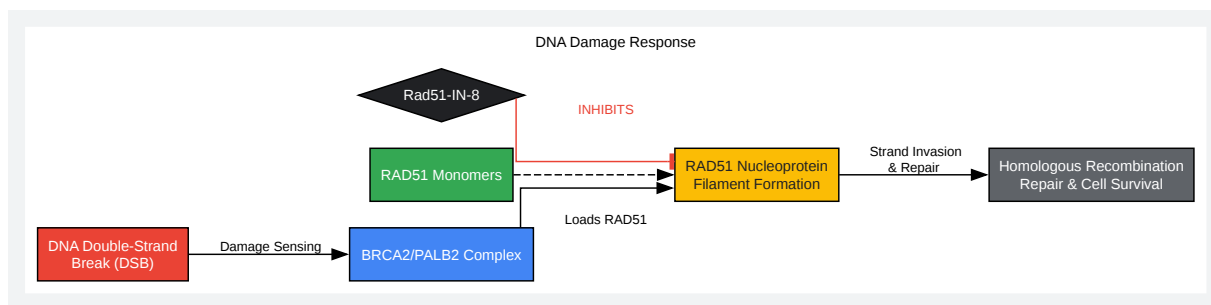 DNA Damage Response
Rad51-IN-8
INHIBITS
RAD51 Monomers
RAD51 Nucleoprotein
Filament Formation
Strand Invasion
& Repair
Homologous Recombination
Repair & Cell Survival
Loads RAD51
DNA Double-Strand
Break (DSB)
Damage Sensing
BRCA2/PALB2 Complex